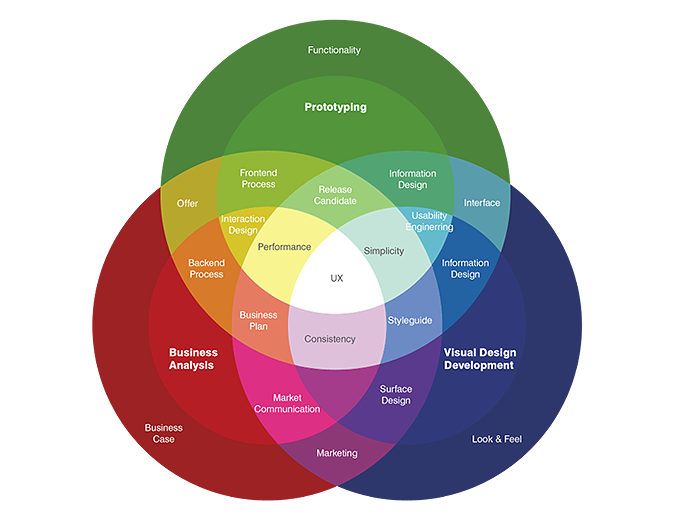 Functionality
Prototyping
Frontend
Process
Information
Design
Release
Candidate
Offer
Interface
Interaction
Design
Usability
Enginerring
Performance
Simplicity
Backend
Process
Information
Design
UX
Business
Plan
Styleguide
Consistency
Business
Analysis
Visual Design
Development
Market
Communication
Surface
Design
Business
Case
Look & Feel
Marketing